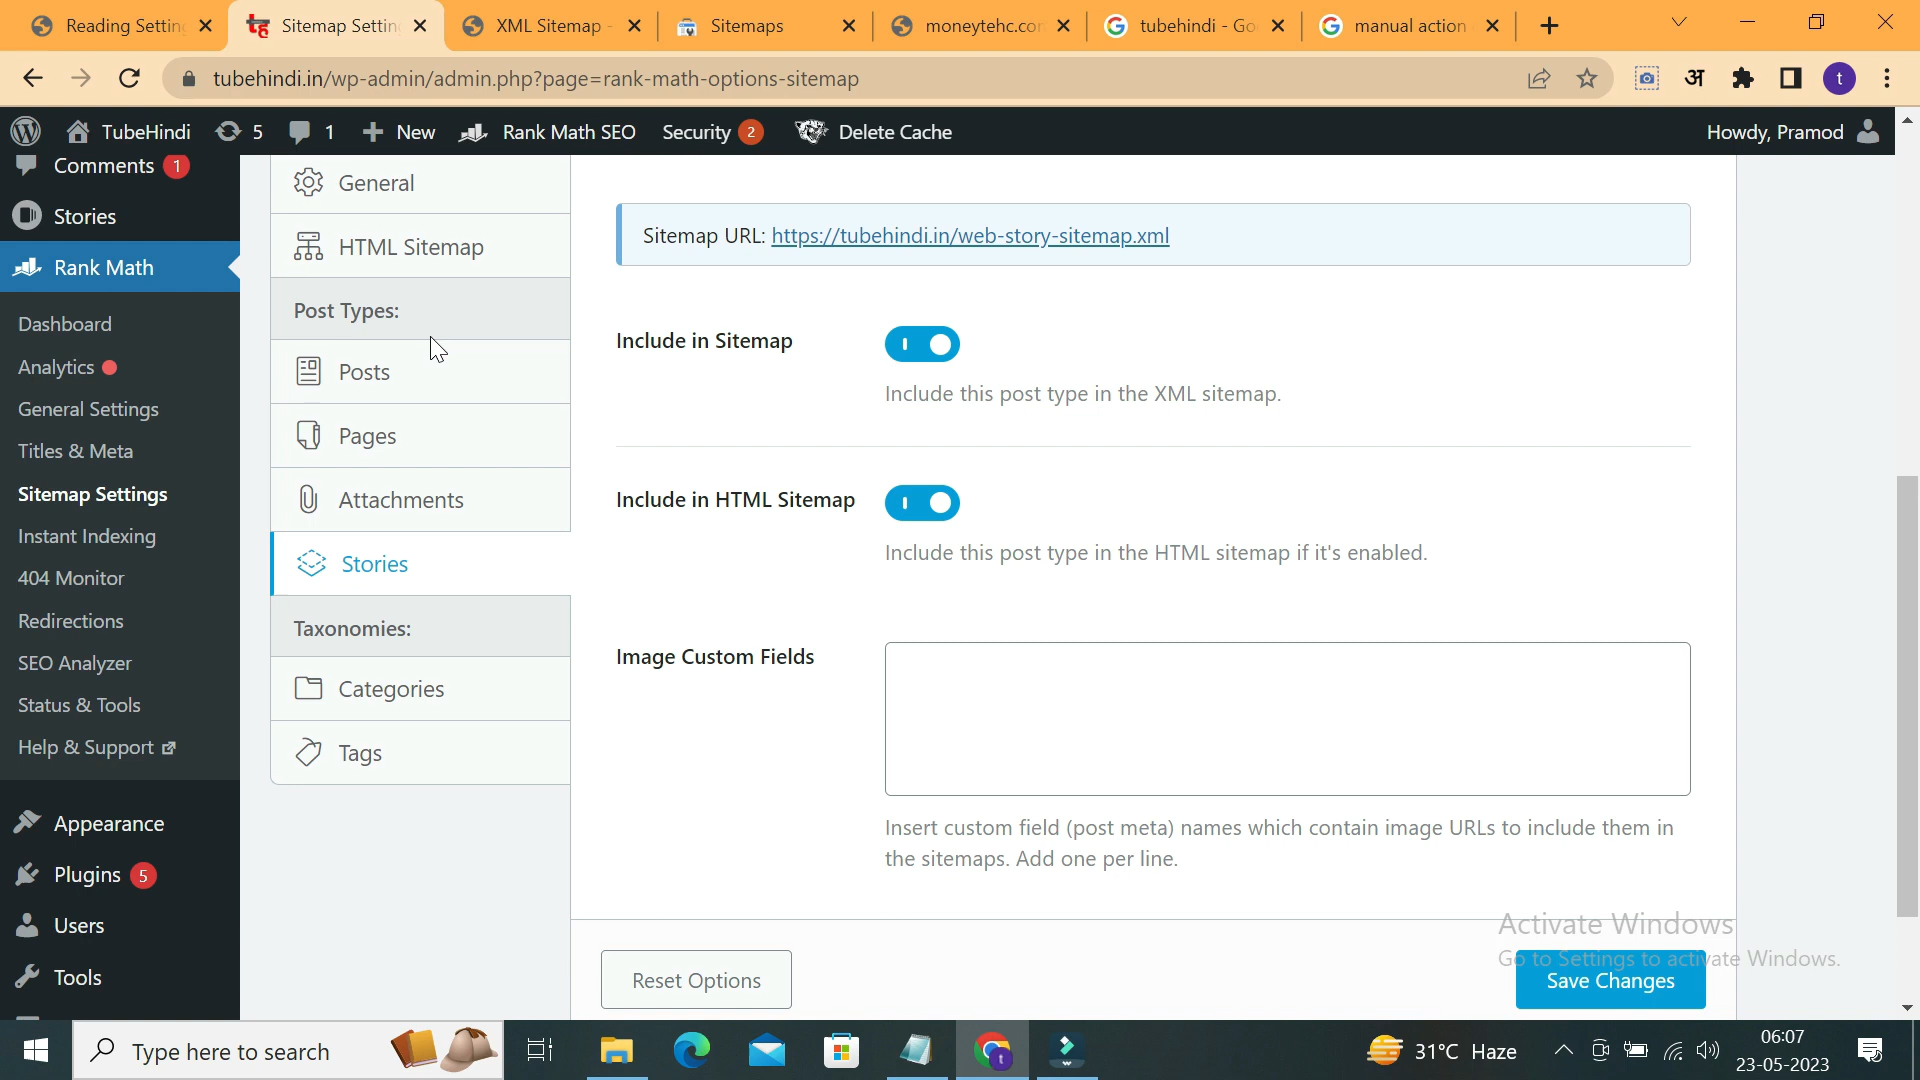 Reading Settin
Sitemap Settin
XML Sitemap -
Sitemaps
moneytehc.cor
tubehindi - Go
manual action
tubehindi.in/wp-admin/admin.php?page=rank-math-options-sitemap
अ
t
TubeHindi
5
1
New
Rank Math SEO
Security 2
Delete Cache
Howdy, Pramod
Comments 1
Stories
Rank Math
Dashboard
Analytics
General Settings
Titles & Meta
Sitemap Settings
Instant Indexing
404 Monitor
Redirections
SEO Analyzer
Status & Tools
Help & Support
Appearance
Plugins 5
Users
Tools
General
HTML Sitemap
Post Types:
Posts
Pages
Attachments
Stories
Taxonomies:
Categories
Tags
Sitemap URL: https://tubehindi.in/web-story-sitemap.xml
Include in Sitemap
Include this post type in the XML sitemap.
Include in HTML Sitemap
Include this post type in the HTML sitemap if it's enabled.
Image Custom Fields
Insert custom field (post meta) names which contain image URLs to include them in
the sitemaps. Add one per line.
Reset Options
Save Changes
Activate Windows
Go to Settings to activate Windows.
Type here to search
t
31°C Haze
06:07
23-05-2023